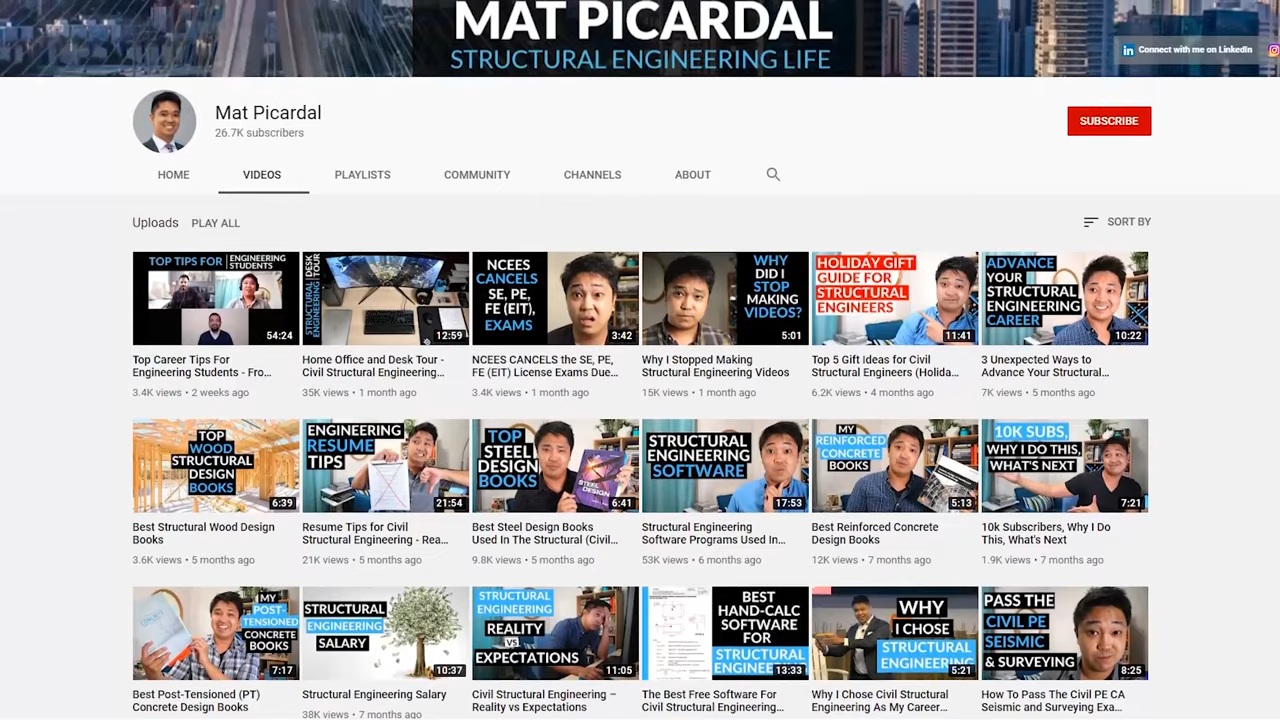 MAT PICARDAL
STRUCTURAL ENGINEERING LIFE
in Connect with me on LinkedIn
Mat Picardal
26.7K subscribers
SUBSCRIBE
HOME VIDEOS PLAYLISTS COMMUNITY CHANNELS ABOUT
Uploads PLAY ALL
SORT BY
TOP TIPS FOR ENGINEERING STUDENTS
54:24
STRUCTURAL ENGINEERING DESK TOUR
12:59
NCEES
CANCELS
SE, PE,
FE (EIT),
EXAMS
3:42
WHY
DID I
STOP
MAKING
VIDEOS?
5:01
HOLIDAY GIFT
GUIDE FOR
STRUCTURAL
ENGINEERS
11:41
ADVANCE
YOUR
STRUCTURAL
ENGINEERING
CAREER
10:22
Top Career Tips For
Engineering Students - Fro...
3.4K views • 2 weeks ago
Home Office and Desk Tour -
Civil Structural Engineering...
35K views • 1 month ago
NCEES CANCELS the SE, PE,
FE (EIT) License Exams Due...
3.4K views • 1 month ago
Why I Stopped Making
Structural Engineering Videos
15K views • 1 month ago
Top 5 Gift Ideas for Civil
Structural Engineers (Holida...
6.2K views • 4 months ago
3 Unexpected Ways to
Advance Your Structural...
7K views • 5 months ago
TOP
WOOD
STRUCTURAL
DESIGN
BOOKS
6:39
ENGINEERING
RESUME
TIPS
21:54
TOP
STEEL
DESIGN
BOOKS
STEEL DESIGN
6:41
STRUCTURAL
ENGINEERING
SOFTWARE
17:53
MY
REINFORCED
CONCRETE
BOOKS
5:13
10K SUBS,
WHY I DO THIS,
WHAT'S NEXT
7:21
Best Structural Wood Design
Books
3.6K views • 5 months ago
Resume Tips for Civil
Structural Engineering - Rea...
21K views • 5 months ago
Best Steel Design Books
Used In The Structural (Civil...
9.8K views • 5 months ago
Structural Engineering
Software Programs Used In...
53K views • 6 months ago
Best Reinforced Concrete
Design Books
12K views • 7 months ago
10k Subscribers, Why I Do
This, What's Next
1.9K views • 7 months ago
MY
POST-
TENSIONED
CONCRETE
BOOKS
7:17
STRUCTURAL
ENGINEERING
SALARY
10:37
STRUCTURAL
ENGINEERING
REALITY
VS
EXPECTATIONS
11:05
BEST
HAND-CALC
SOFTWARE
FOR
STRUCTURAL
13:33
WHY
I CHOSE
STRUCTURAL
ENGINEERING
5:21
PASS THE
CIVIL PE
SEISMIC
& SURVEYING
8:25
Best Post-Tensioned (PT)
Concrete Design Books
Structural Engineering Salary
38K views • 7 months ago
Civil Structural Engineering –
Reality vs Expectations
The Best Free Software For
Civil Structural Engineering...
Why I Chose Civil Structural
Engineering As My Career...
How To Pass The Civil PE CA
Seismic and Surveying Exa...